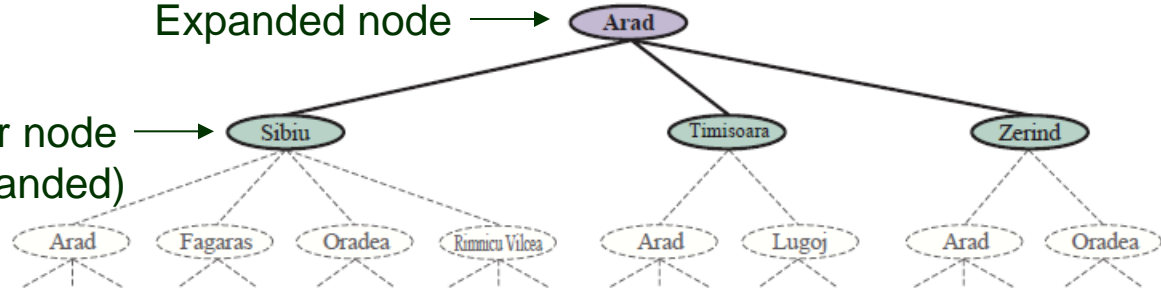 Expanded node
Arad
r node
anded)
Sibiu Timisoara Zerind
Arad Fagaras Oradea Rimnicu Vilcea Arad Lugoj Arad Oradea